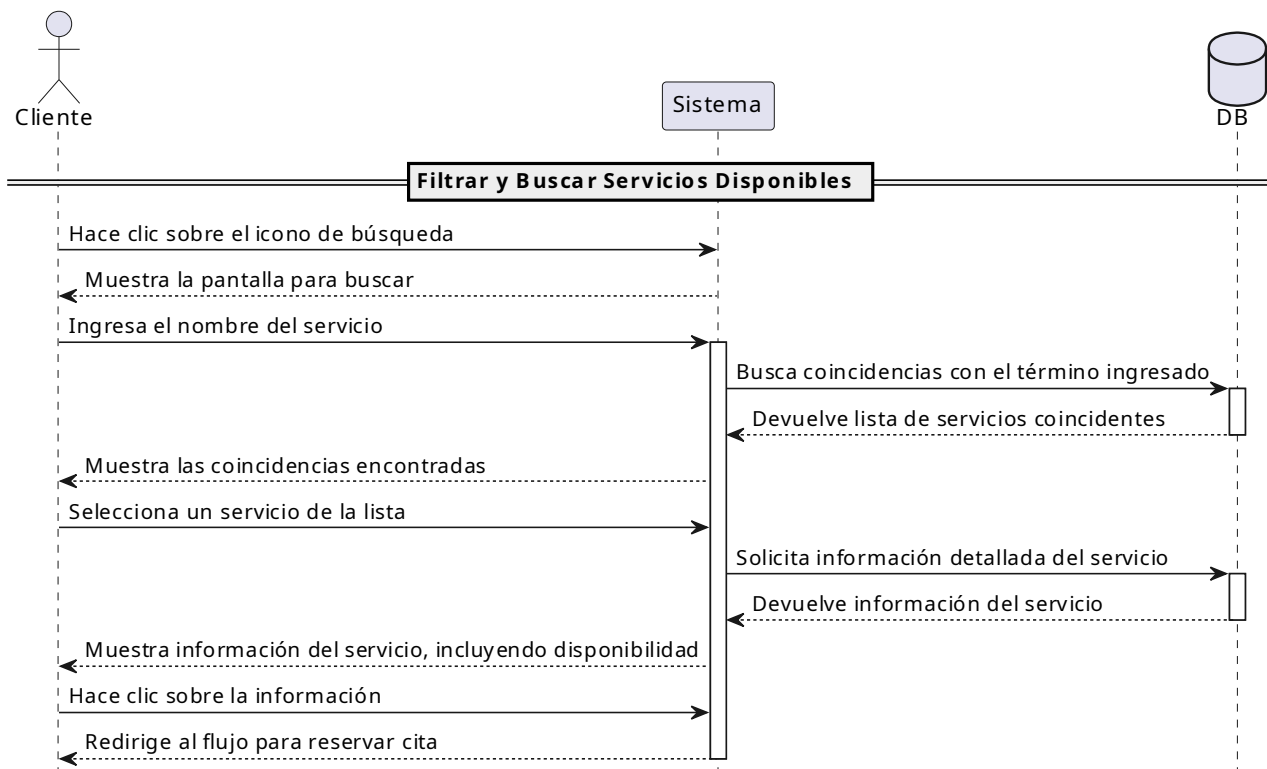 Cliente
Sistema
DB
Filtrar y Buscar Servicios Disponibles
Hace clic sobre el icono de búsqueda
Muestra la pantalla para buscar
Ingresa el nombre del servicio
Busca coincidencias con el término ingresado
Devuelve lista de servicios coincidentes
Muestra las coincidencias encontradas
Selecciona un servicio de la lista
Solicita información detallada del servicio
Devuelve información del servicio
Muestra información del servicio, incluyendo disponibilidad
Hace clic sobre la información
Redirige al flujo para reservar cita